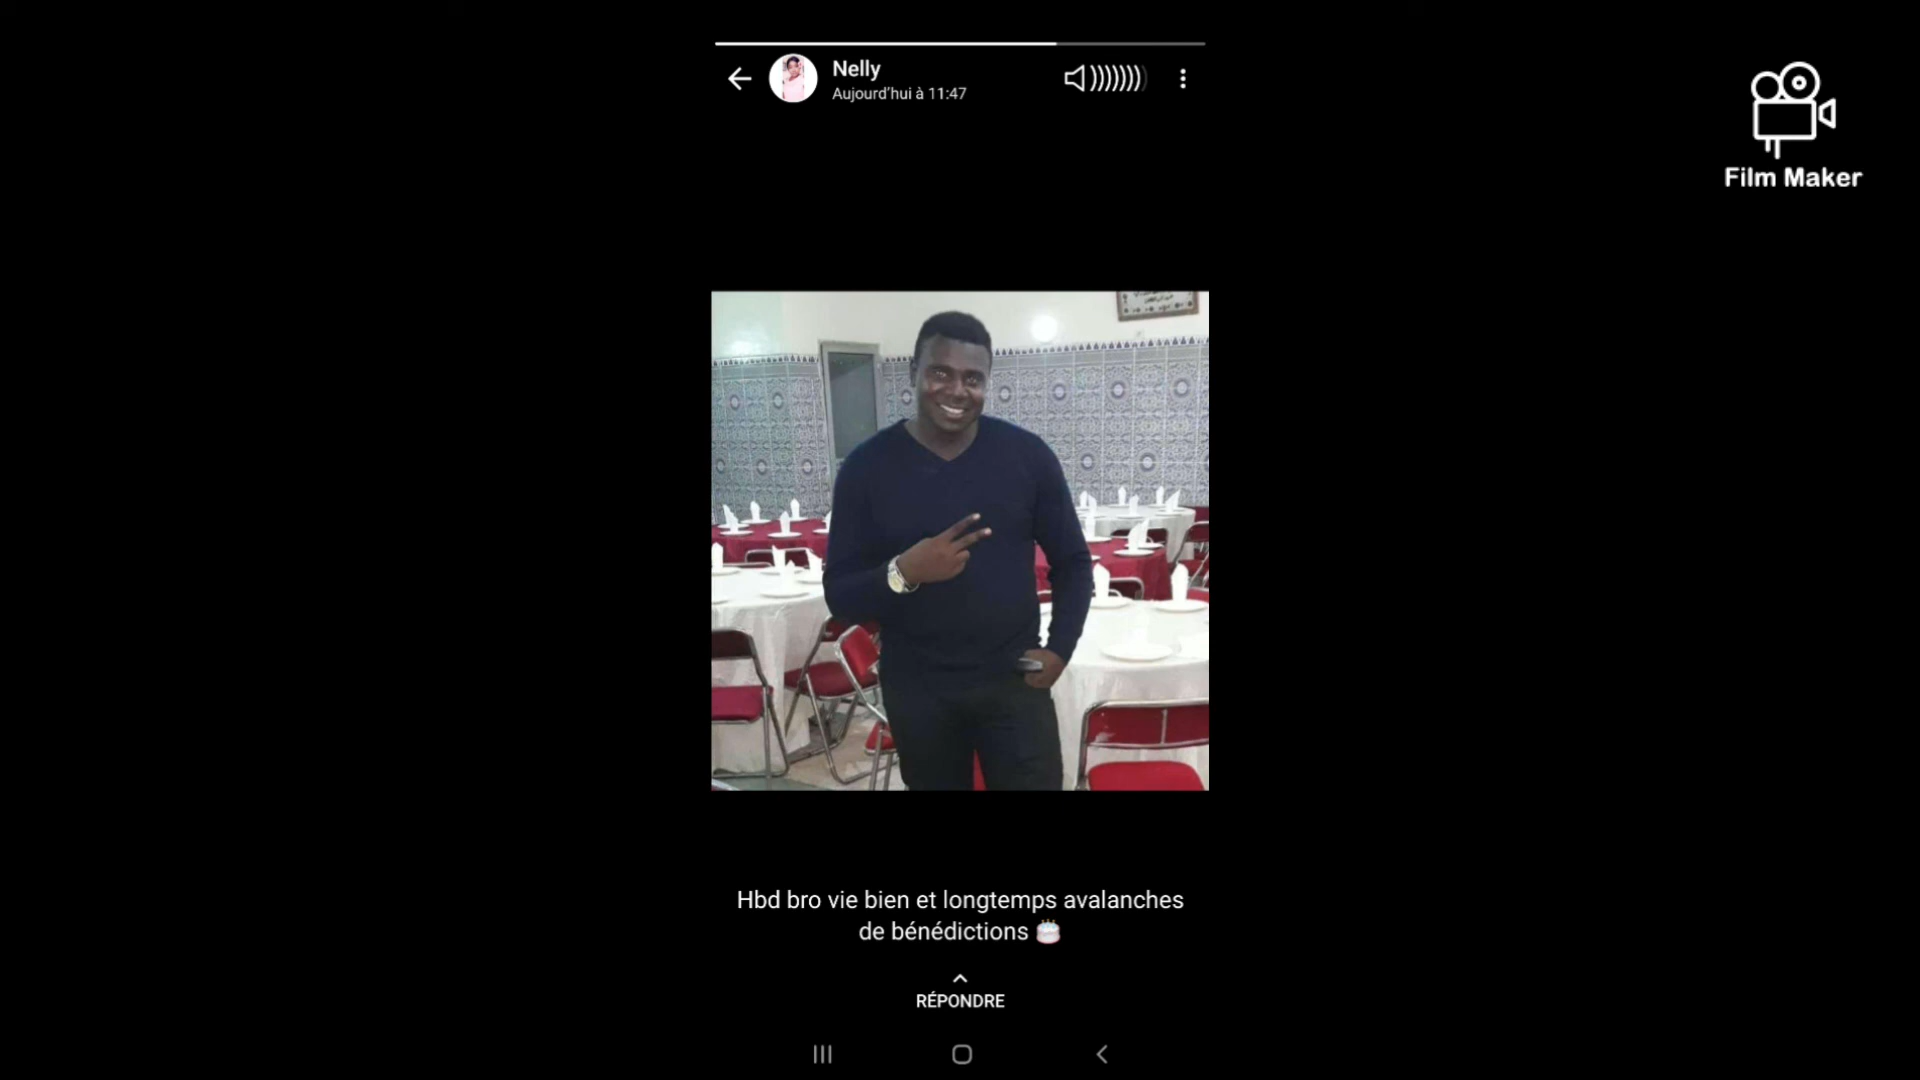 Nelly
Aujourd'hui à 11:47
Film Maker
Hbd bro vie bien et longtemps avalanches
de bénédictions 🎂
RÉPONDRE